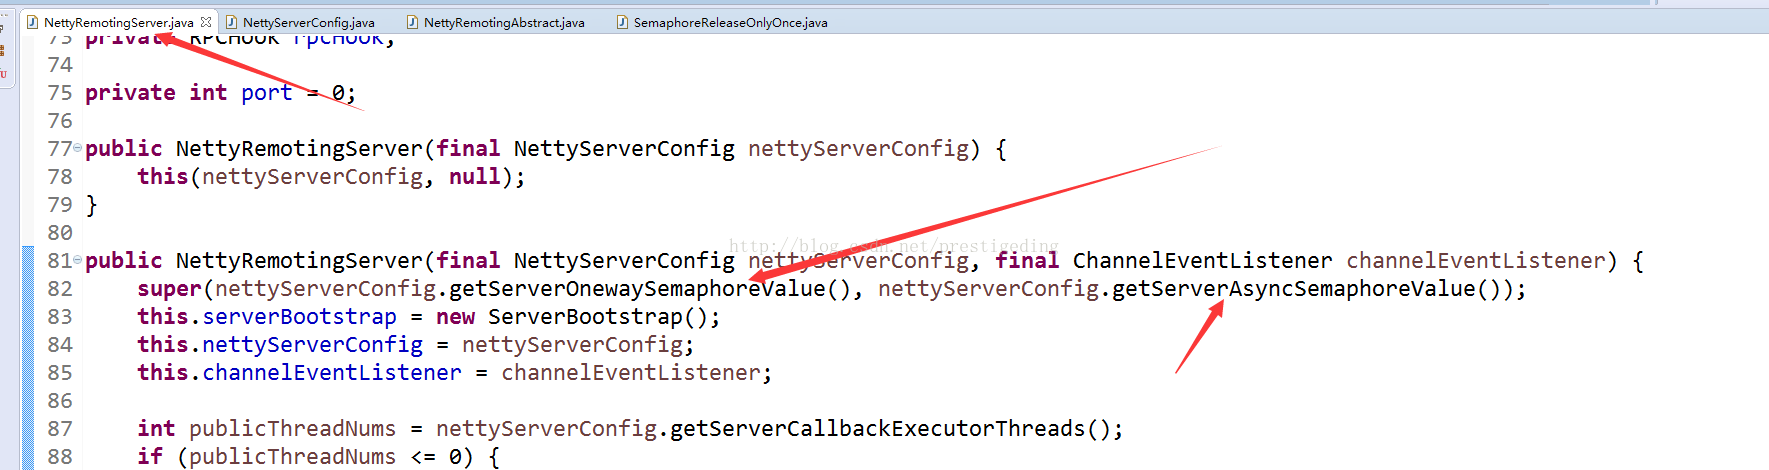 NettyRemotingServer.java NettyServerConfig.java NettyRemotingAbstract.java SemaphoreReleaseOnlyOnce.java
73 private RPCHook rpcHook;
74
75 private int port = 0;
76
77 public NettyRemotingServer(final NettyServerConfig nettyServerConfig) {
78     this(nettyServerConfig, null);
79 }
80
http://blog.csdn.net/prestigeding
81 public NettyRemotingServer(final NettyServerConfig nettyServerConfig, final ChannelEventListener channelEventListener) {
82     super(nettyServerConfig.getServerOnewaySemaphoreValue(), nettyServerConfig.getServerAsyncSemaphoreValue());
83     this.serverBootstrap = new ServerBootstrap();
84     this.nettyServerConfig = nettyServerConfig;
85     this.channelEventListener = channelEventListener;
86
87     int publicThreadNums = nettyServerConfig.getServerCallbackExecutorThreads();
88     if (publicThreadNums <= 0) {